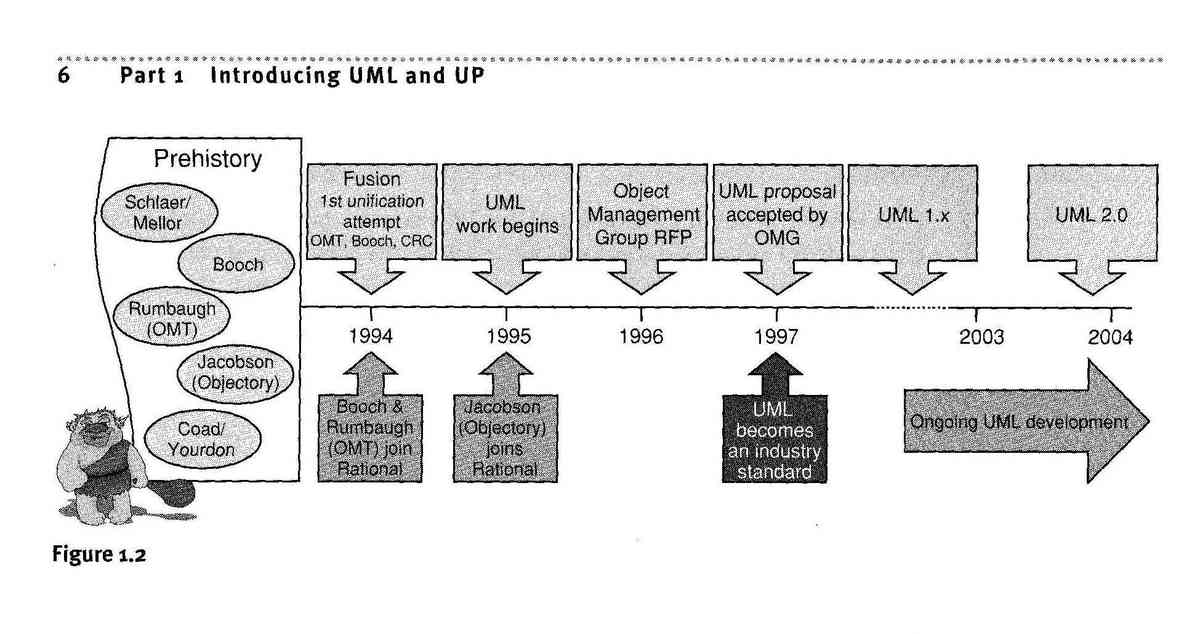 6 Part 1 Introducing UML and UP
Prehistory
Schlaer/
Mellor
Booch
Rumbaugh
(OMT)
Jacobson
(Objectory)
Coad/
Yourdon
Fusion
1st unification
attempt
OMT, Booch, CRC
UML
work begins
Object
Management
Group RFP
UML proposal
accepted by
OMG
UML 1.x
UML 2.0
1994
1995
1996
1997
2003
2004
Booch &
Rumbaugh
(OMT) join
Rational
Jacobson
(Objectory)
joins
Rational
UML
becomes
an industry
standard
Ongoing UML development
Figure 1.2